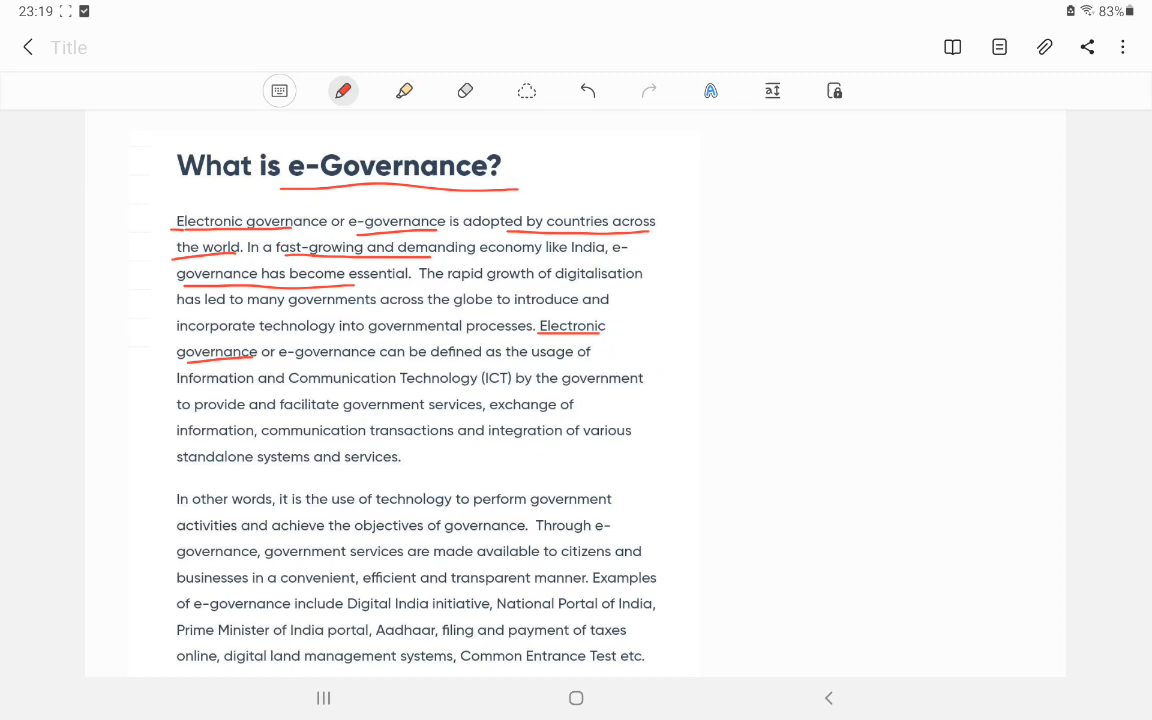 23:19
83%
Title
What is e-Governance?
Electronic governance or e-governance is adopted by countries across
the world. In a fast-growing and demanding economy like India, e-
governance has become essential.  The rapid growth of digitalisation
has led to many governments across the globe to introduce and
incorporate technology into governmental processes. Electronic
governance or e-governance can be defined as the usage of
Information and Communication Technology (ICT) by the government
to provide and facilitate government services, exchange of
information, communication transactions and integration of various
standalone systems and services.
In other words, it is the use of technology to perform government
activities and achieve the objectives of governance.  Through e-
governance, government services are made available to citizens and
businesses in a convenient, efficient and transparent manner. Examples
of e-governance include Digital India initiative, National Portal of India,
Prime Minister of India portal, Aadhaar, filing and payment of taxes
online, digital land management systems, Common Entrance Test etc.